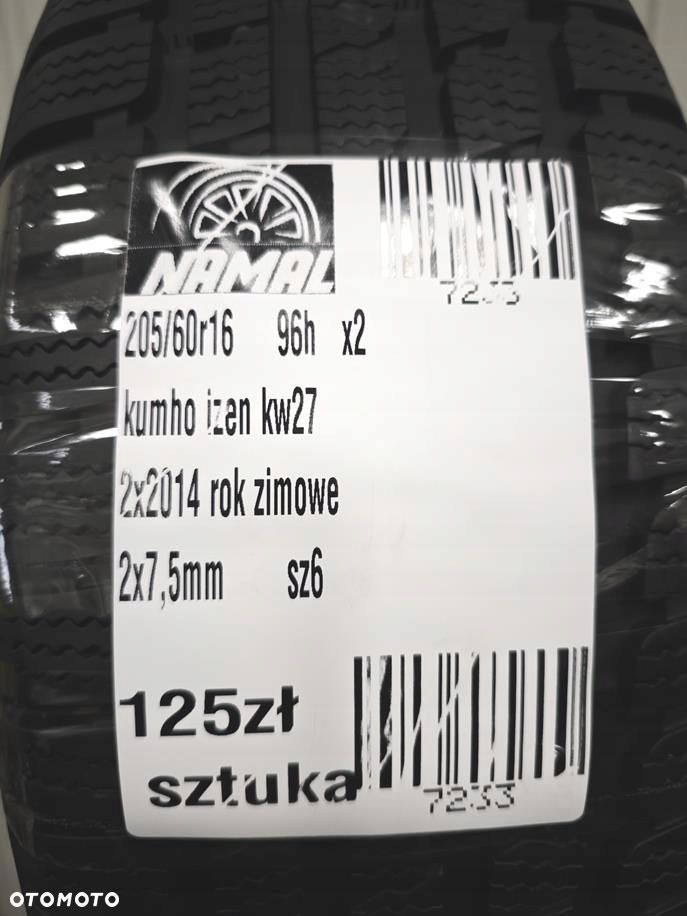 NAMAL
7233
205/60r16 96h x2
kumho izen kw27
2x2014 rok zimowe
2x7,5mm sz6
125zł
sztuka
7233
OTOMOTO